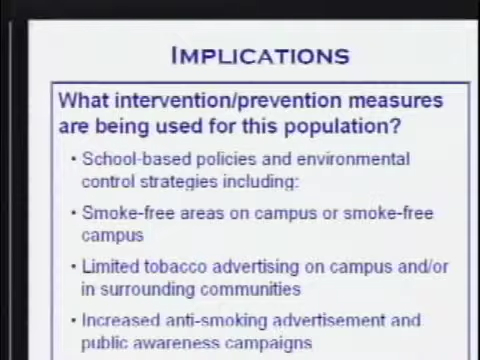 IMPLICATIONS
What intervention/prevention measures
are being used for this population?
• School-based policies and environmental
control strategies including:
• Smoke-free areas on campus or smoke-free
campus
• Limited tobacco advertising on campus and/or
in surrounding communities
• Increased anti-smoking advertisement and
public awareness campaigns